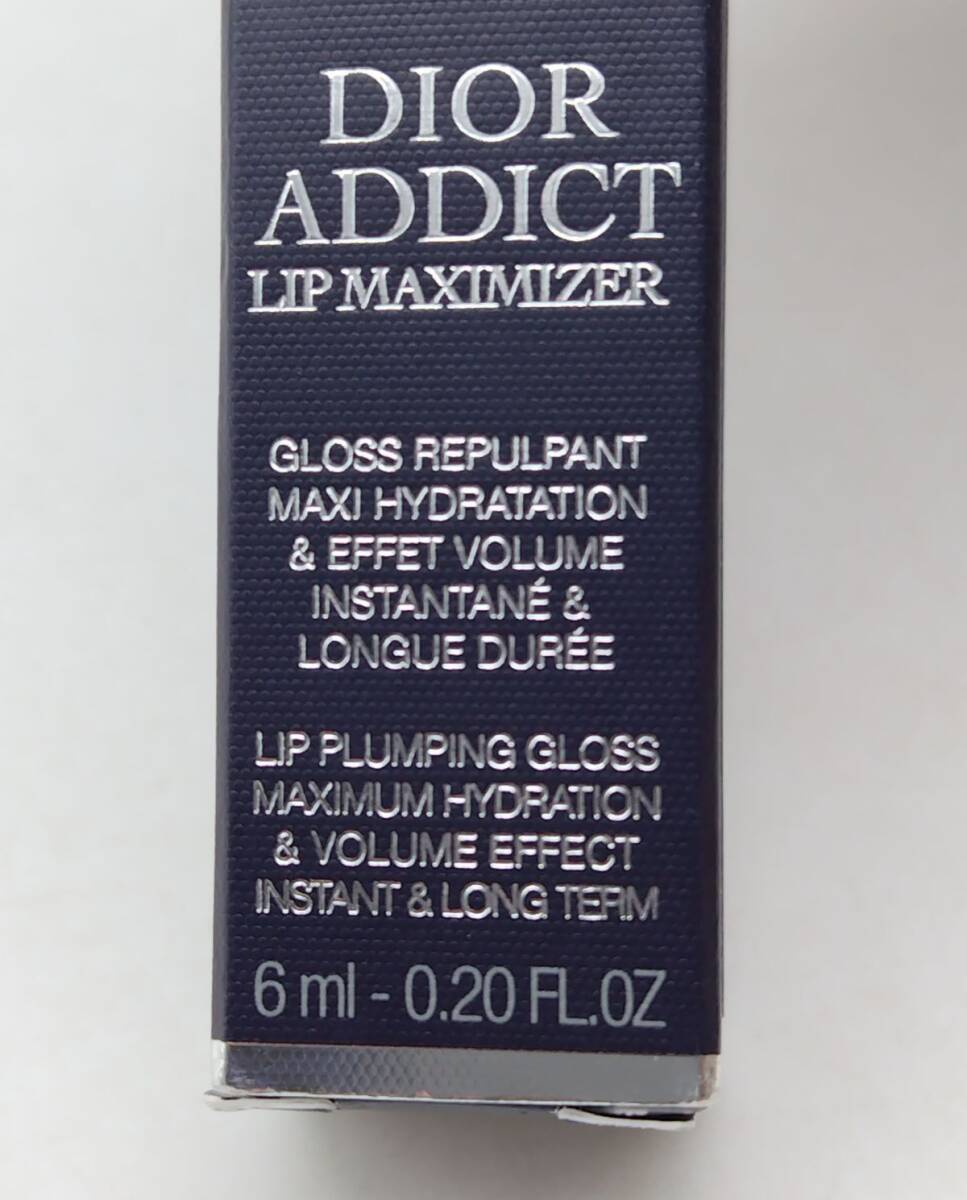 DIOR
ADDICT
LIP MAXIMIZER
GLOSS REPULPANT
MAXI HYDRATATION
& EFFET VOLUME
INSTANTANÉ &
LONGUE DURÉE
LIP PLUMPING GLOSS
MAXIMUM HYDRATION
& VOLUME EFFECT
INSTANT & LONG TERM
6 ml - 0.20 FL.OZ